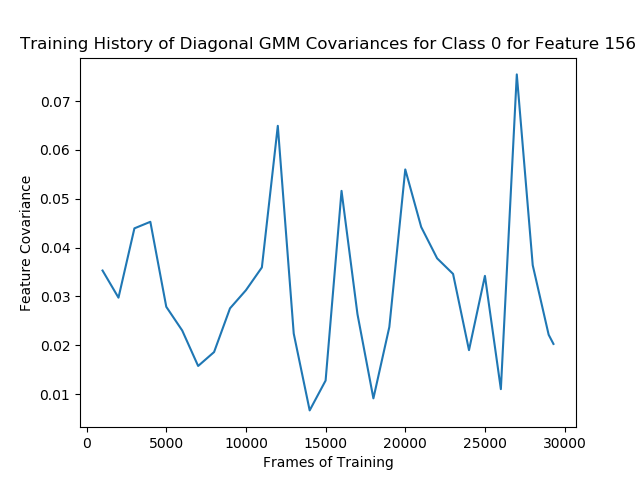 Training History of Diagonal GMM Covariances for Class 0 for Feature 156
0.07
0.06
0.05
0.04
0.03
0.02
0.01
Feature Covariance
0 5000 10000 15000 20000 25000 30000
Frames of Training